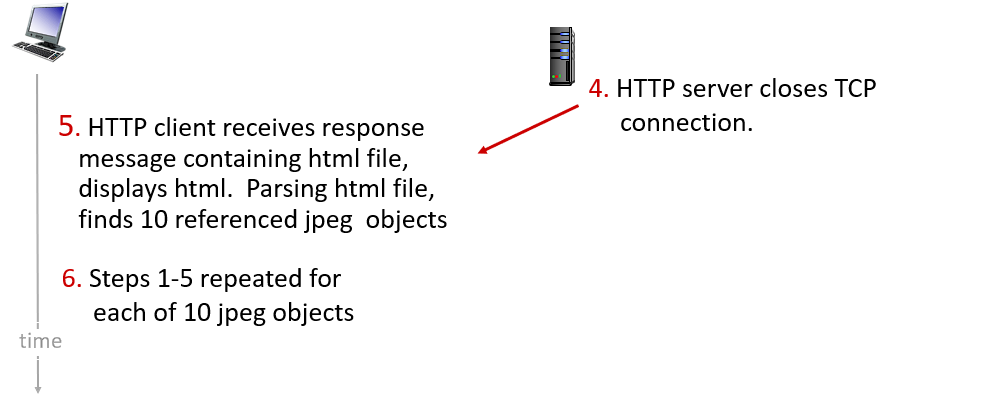 4. HTTP server closes TCP
connection.
5. HTTP client receives response
message containing html file,
displays html. Parsing html file,
finds 10 referenced jpeg objects
6. Steps 1-5 repeated for
each of 10 jpeg objects
time